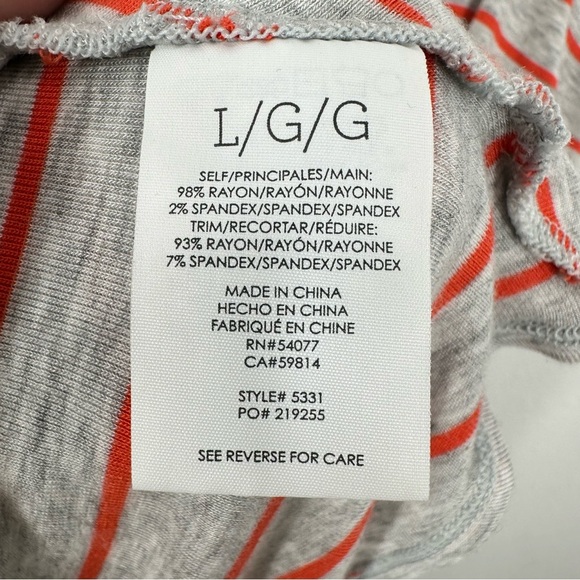 L/G/G
SELF/PRINCIPALES/MAIN:
98% RAYON/RAYÓN/RAYONNE
2% SPANDEX/SPANDEX/SPANDEX
TRIM/RECORTAR/RÉDUIRE:
93% RAYON/RAYÓN/RAYONNE
7% SPANDEX/SPANDEX/SPANDEX
MADE IN CHINA
HECHO EN CHINA
FABRIQUÉ EN CHINE
RN#54077
CA#59814
STYLE# 5331
PO# 219255
SEE REVERSE FOR CARE